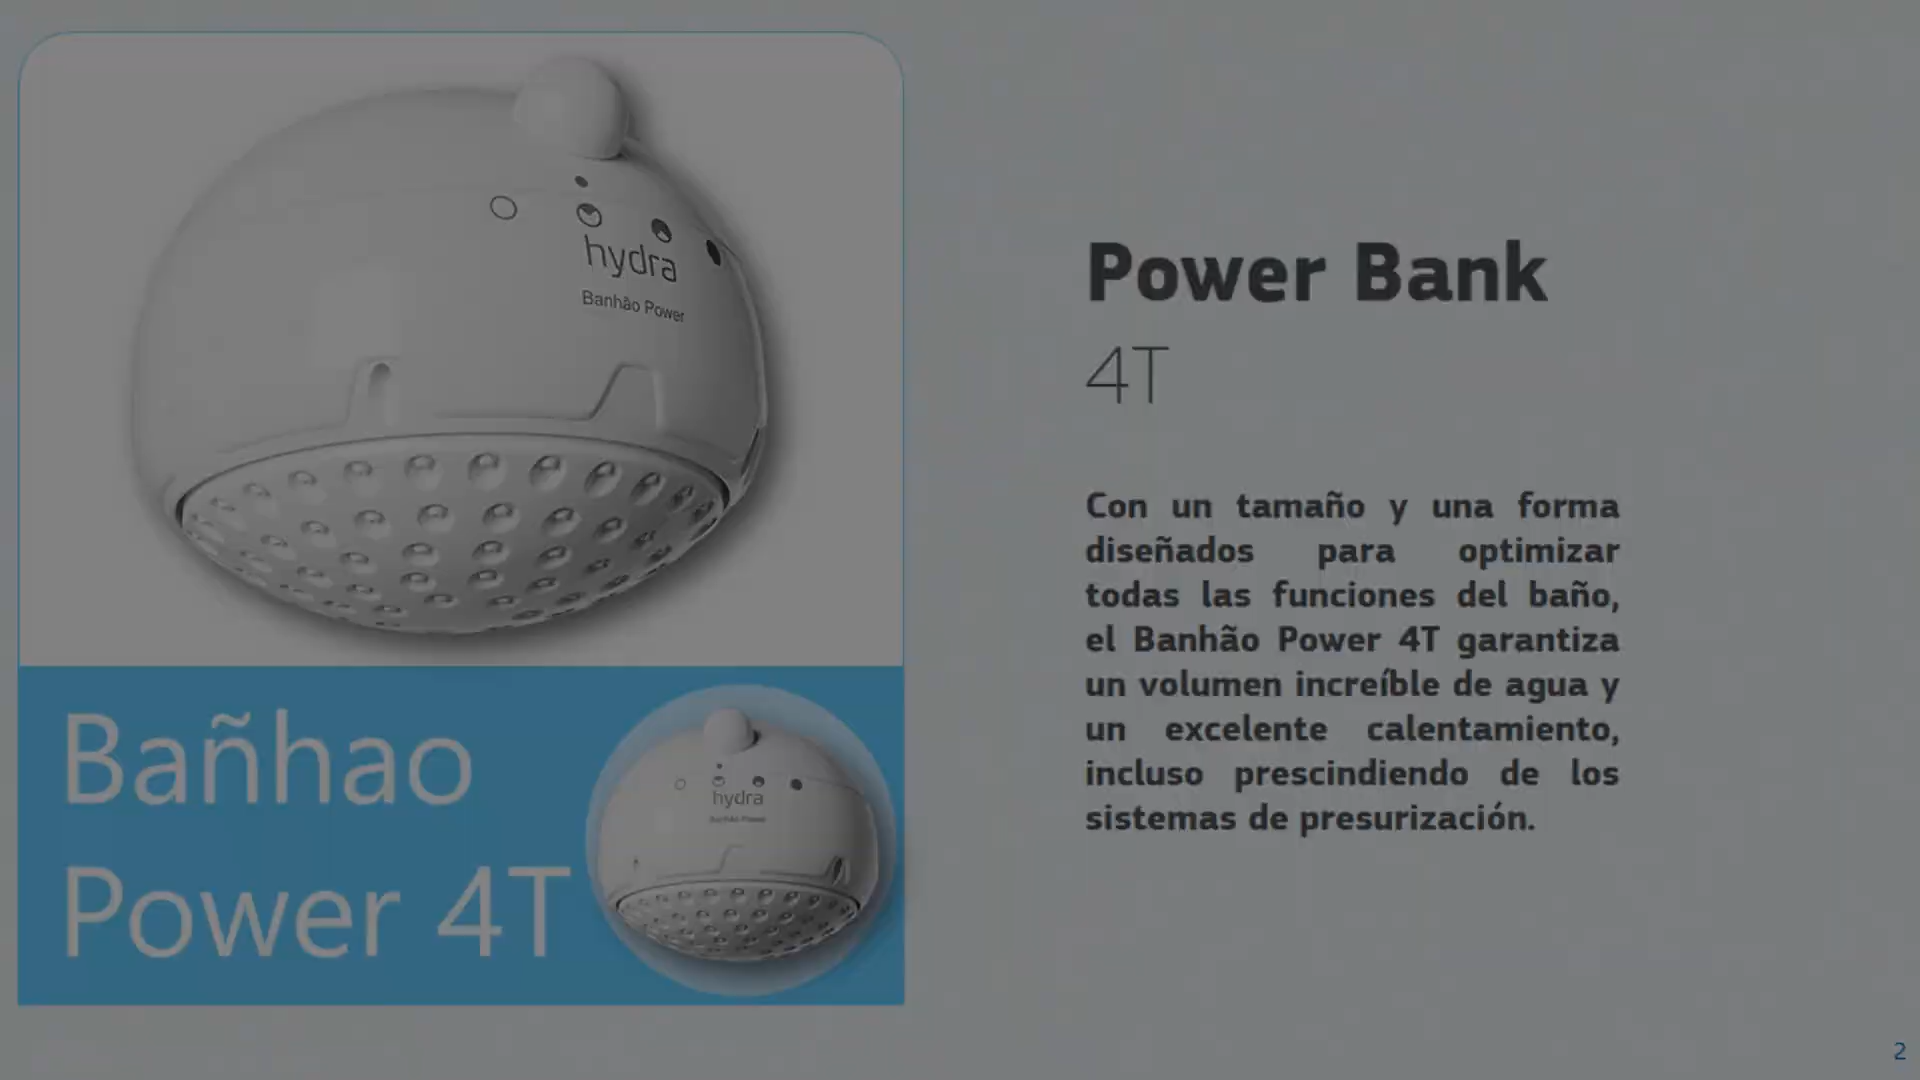 hydra
Banhão Power
Bañhao
Power 4T
hydra
Power Bank
4T
Con un tamaño y una forma
diseñados para optimizar
todas las funciones del baño,
el Banhão Power 4T garantiza
un volumen increíble de agua y
un excelente calentamiento,
incluso prescindiendo de los
sistemas de presurización.
2